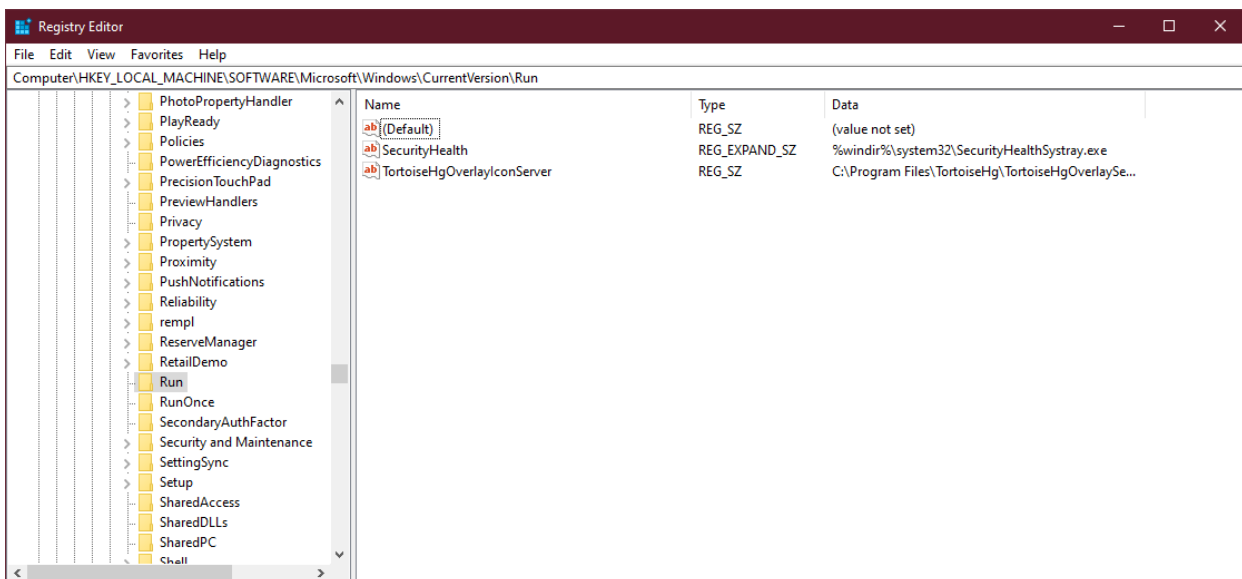 Registry Editor
File Edit View Favorites Help
Computer\HKEY_LOCAL_MACHINE\SOFTWARE\Microsoft\Windows\CurrentVersion\Run
PhotoPropertyHandler
PlayReady
Policies
PowerEfficiencyDiagnostics
PrecisionTouchPad
PreviewHandlers
Privacy
PropertySystem
Proximity
PushNotifications
Reliability
rempl
ReserveManager
RetailDemo
Run
RunOnce
SecondaryAuthFactor
Security and Maintenance
SettingSync
Setup
SharedAccess
SharedDLLs
SharedPC
Shell
Name Type Data
(Default) REG_SZ (value not set)
SecurityHealth REG_EXPAND_SZ %windir%\system32\SecurityHealthSystray.exe
TortoiseHgOverlayIconServer REG_SZ C:\Program Files\TortoiseHg\TortoiseHgOverlaySe...